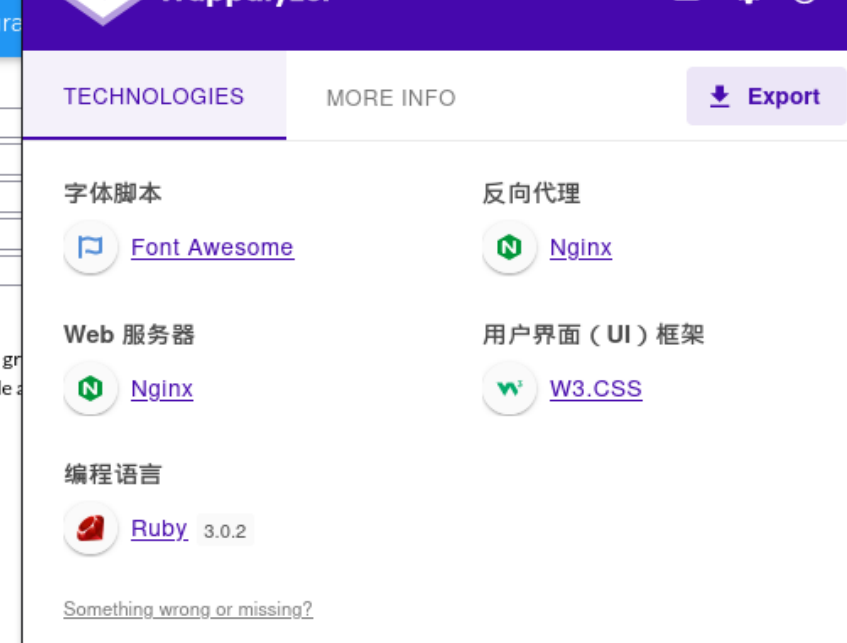 TECHNOLOGIES
MORE INFO
Export
字体脚本
Font Awesome
反向代理
Nginx
Web 服务器
Nginx
用户界面（UI）框架
W3.CSS
编程语言
Ruby 3.0.2
Something wrong or missing?